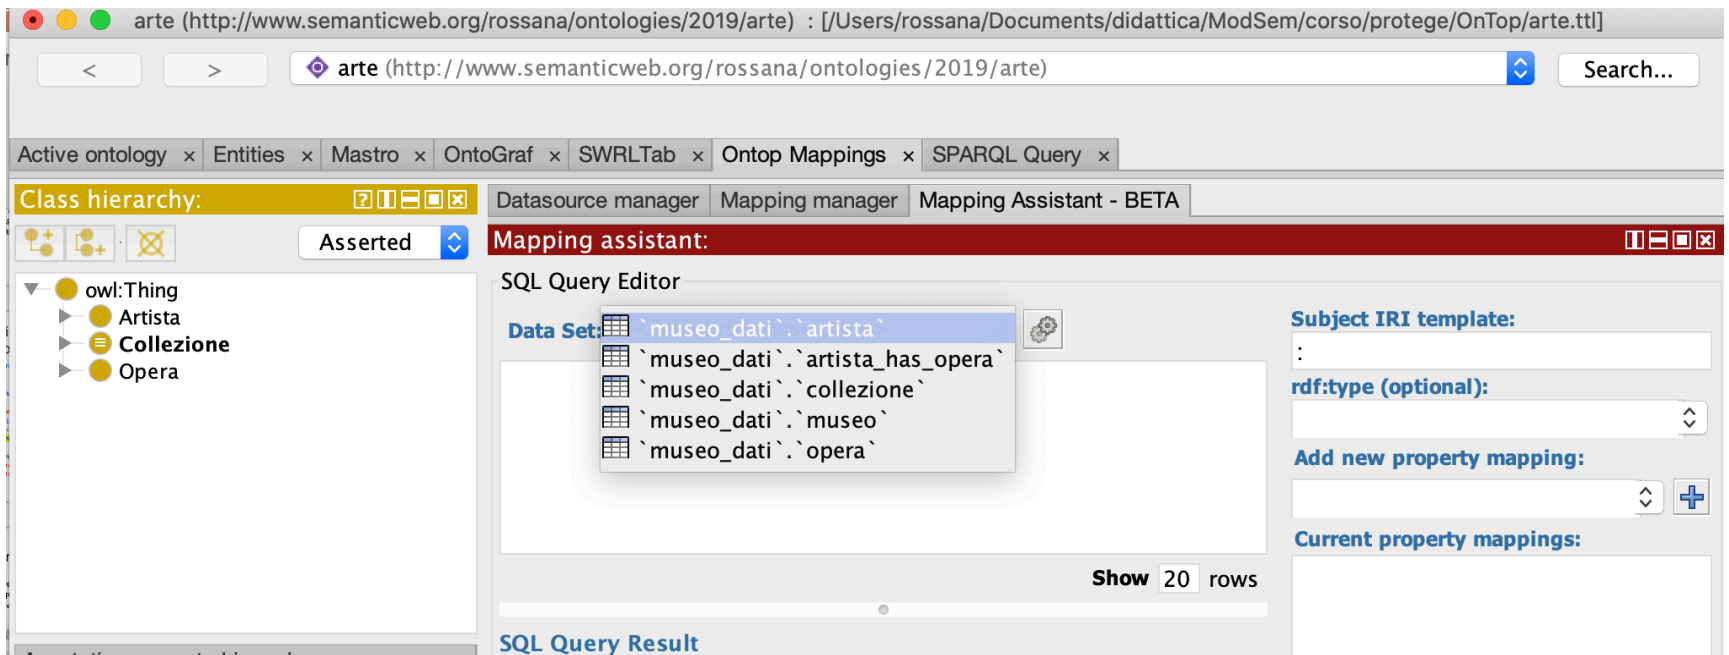 arte (http://www.semanticweb.org/rossana/ontologies/2019/arte) : [/Users/rossana/Documents/didattica/ModSem/corso/protege/OnTop/arte.ttl]
< > arte (http://www.semanticweb.org/rossana/ontologies/2019/arte) Search...
Active ontology × Entities × Mastro × OntoGraf × SWRLTab × Ontop Mappings × SPARQL Query ×
Class hierarchy:
Asserted
owl:Thing
Artista
Collezione
Opera
Datasource manager Mapping manager Mapping Assistant - BETA
Mapping assistant:
SQL Query Editor
Data Set:
`museo_dati`.`artista`
`museo_dati`.`artista_has_opera`
`museo_dati`.`collezione`
`museo_dati`.`museo`
`museo_dati`.`opera`
Show 20 rows
SQL Query Result
Subject IRI template:
:
rdf:type (optional):
Add new property mapping:
Current property mappings: